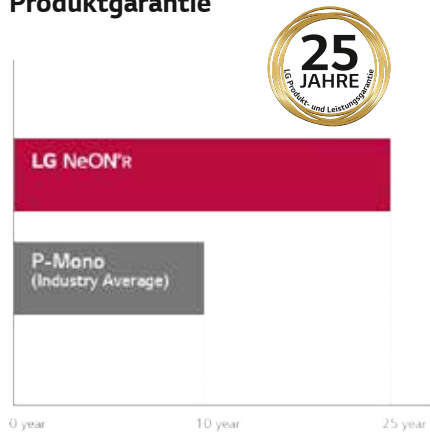 Produktgarantie
25
JAHRE
LG Produkt- und Leistungsgarantie
LG NeON®R
P-Mono
(Industry Average)
0 year
10 year
25 year